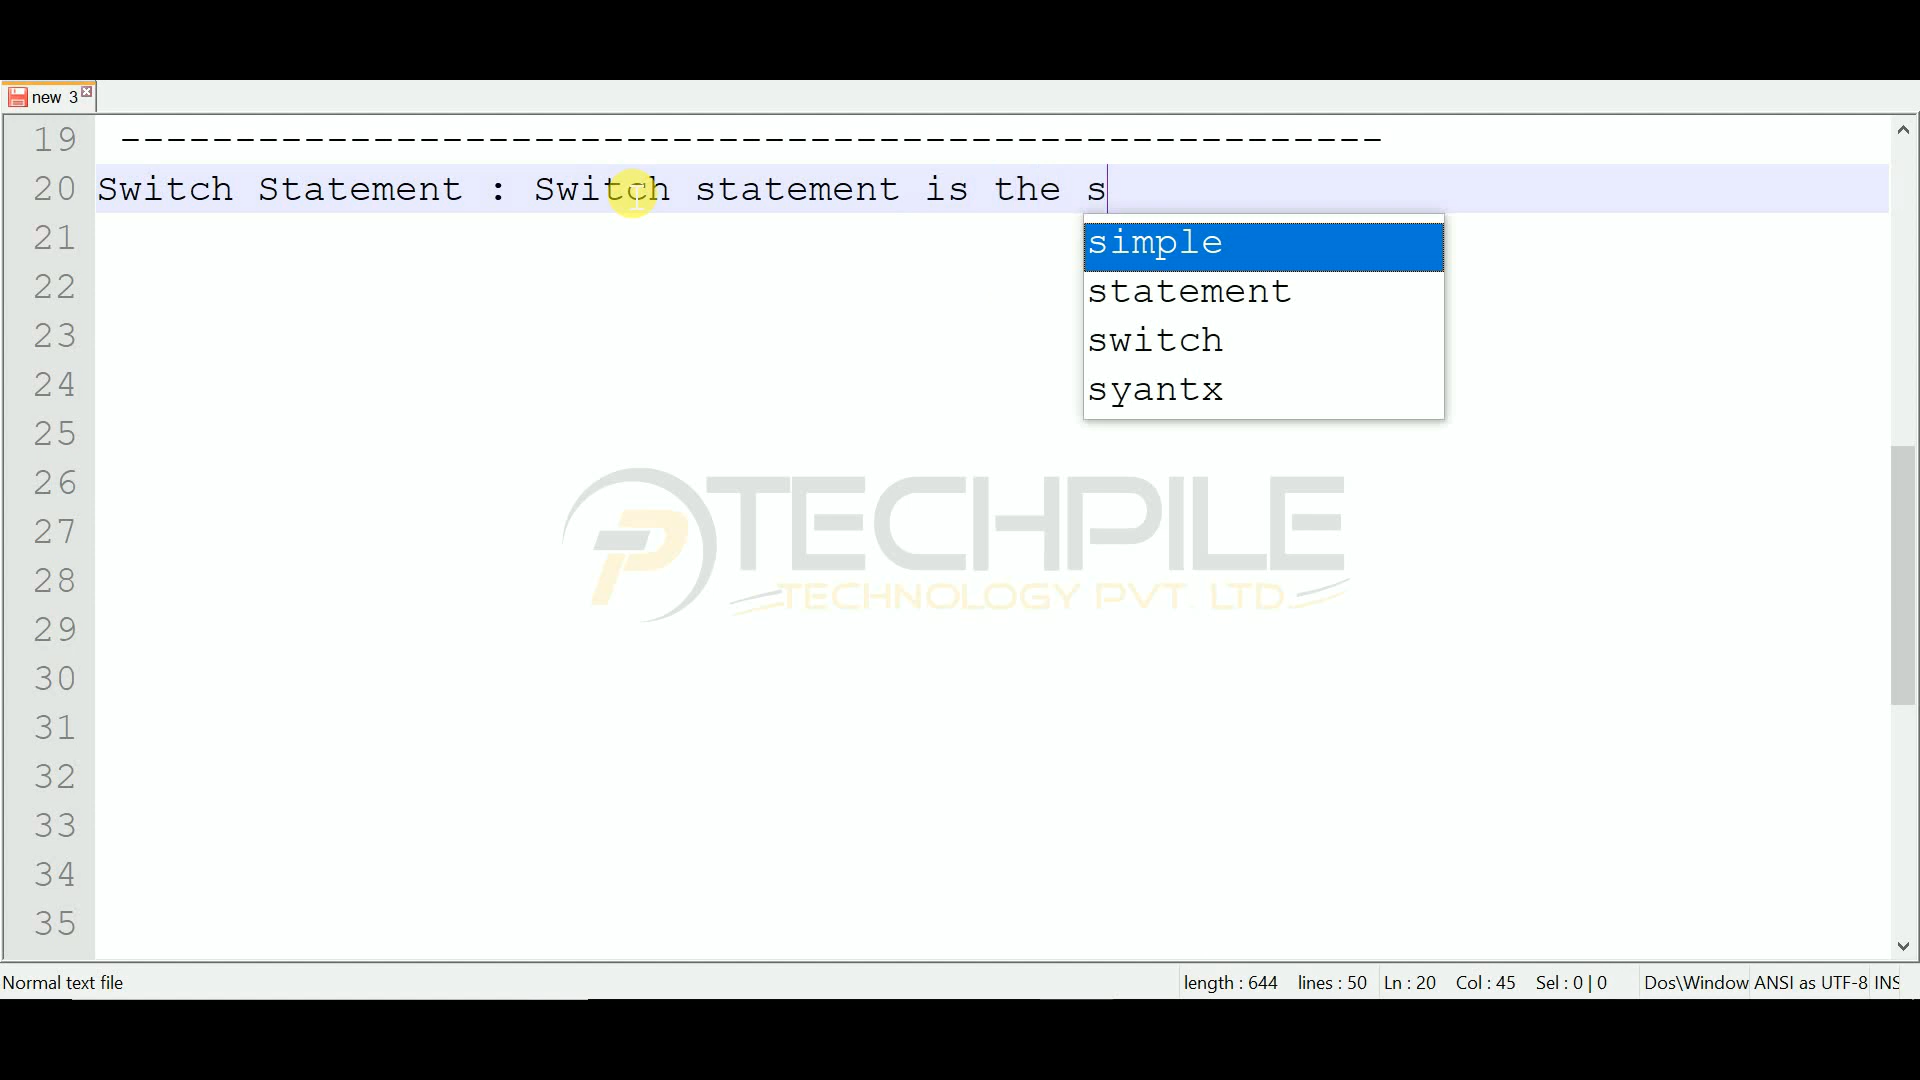 new 3
19 -------------------------------------------------------
20 Switch Statement : Switch statement is the s
21
simple
22
statement
23
switch
24
syantx
25
26
27
28
29
30
31
32
33
34
35
TECHPILE
TECHNOLOGY PVT. LTD.
Normal text file length : 644 lines : 50 Ln : 20 Col : 45 Sel : 0 | 0 Dos\Window ANSI as UTF-8 INS